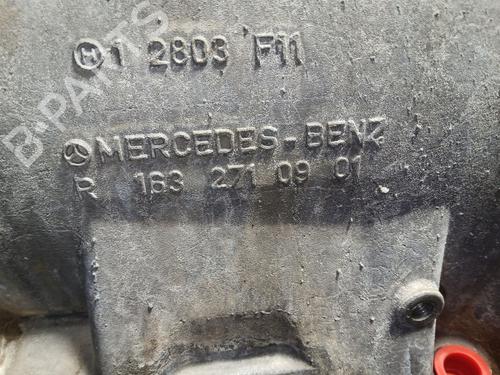 H 1 2803 F11
MERCEDES-BENZ
R 163 271 09 01
B-PARTS